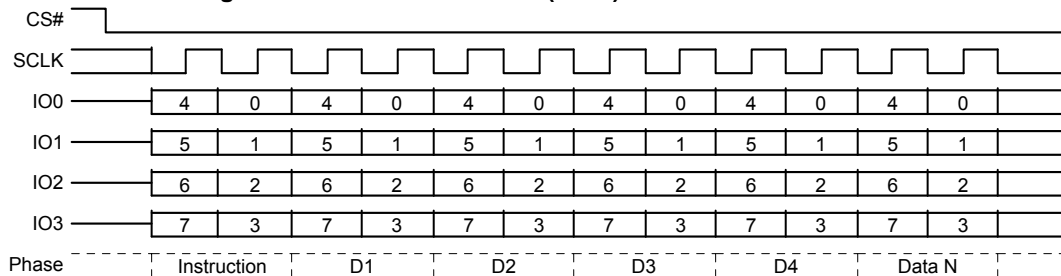 CS#
SCLK
IO0 4 0 4 0 4 0 4 0 4 0 4 0
IO1 5 1 5 1 5 1 5 1 5 1 5 1
IO2 6 2 6 2 6 2 6 2 6 2 6 2
IO3 7 3 7 3 7 3 7 3 7 3 7 3
Phase Instruction D1 D2 D3 D4 Data N